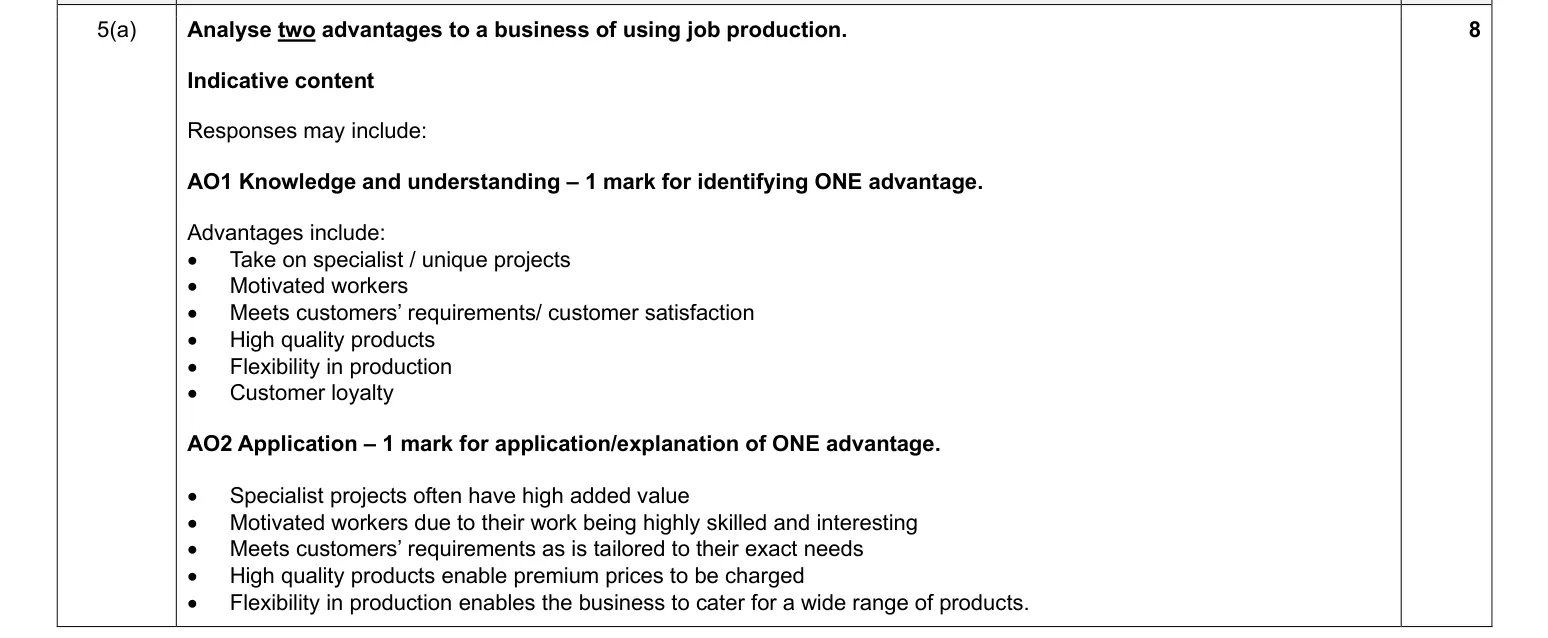 5(a) Analyse two advantages to a business of using job production. 8
Indicative content
Responses may include:
AO1 Knowledge and understanding – 1 mark for identifying ONE advantage.
Advantages include:
• Take on specialist / unique projects
• Motivated workers
• Meets customers’ requirements/ customer satisfaction
• High quality products
• Flexibility in production
• Customer loyalty
AO2 Application – 1 mark for application/explanation of ONE advantage.
• Specialist projects often have high added value
• Motivated workers due to their work being highly skilled and interesting
• Meets customers’ requirements as is tailored to their exact needs
• High quality products enable premium prices to be charged
• Flexibility in production enables the business to cater for a wide range of products.